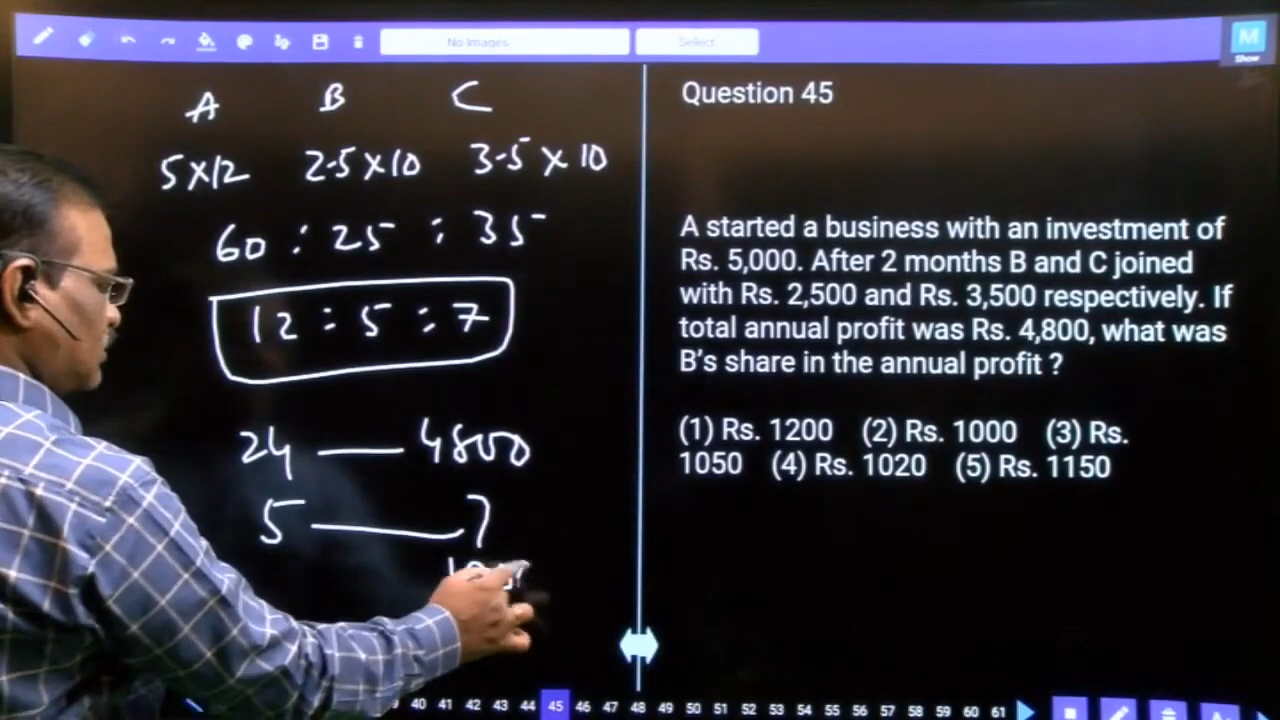 No Images
Select
M
Show
A B C
5×12 2.5×10 3.5×10
60 : 25 : 35
12 : 5 : 7
24 — 4800
5 — ?
Question 45
A started a business with an investment of
Rs. 5,000. After 2 months B and C joined
with Rs. 2,500 and Rs. 3,500 respectively. If
total annual profit was Rs. 4,800, what was
B's share in the annual profit ?
(1) Rs. 1200 (2) Rs. 1000 (3) Rs.
1050 (4) Rs. 1020 (5) Rs. 1150
40 41 42 43 44 45 46 47 48 49 50 51 52 53 54 55 56 57 58 59 60 61